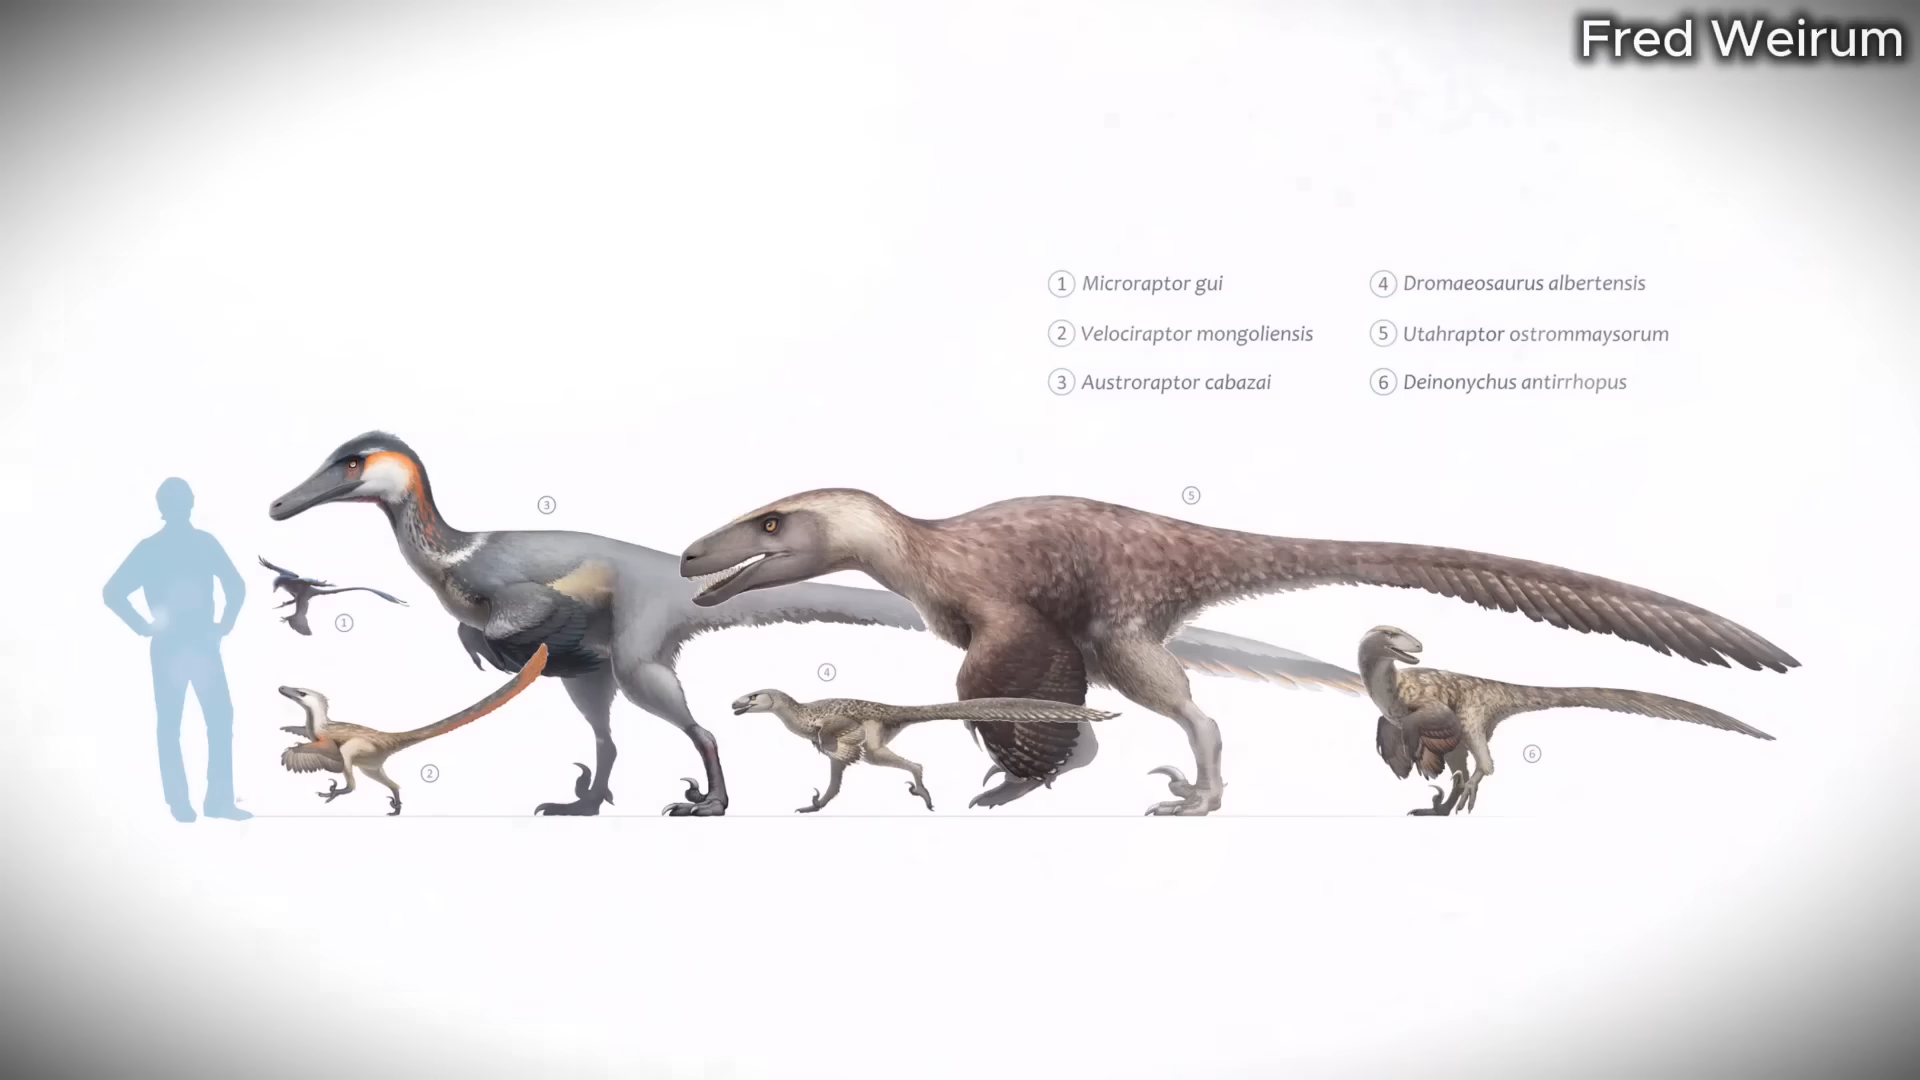 Fred Weirum
1 Microraptor gui
2 Velociraptor mongoliensis
3 Austroraptor cabazai
4 Dromaeosaurus albertensis
5 Utahraptor ostrommaysorum
6 Deinonychus antirrhopus
3
5
1
4
2
6